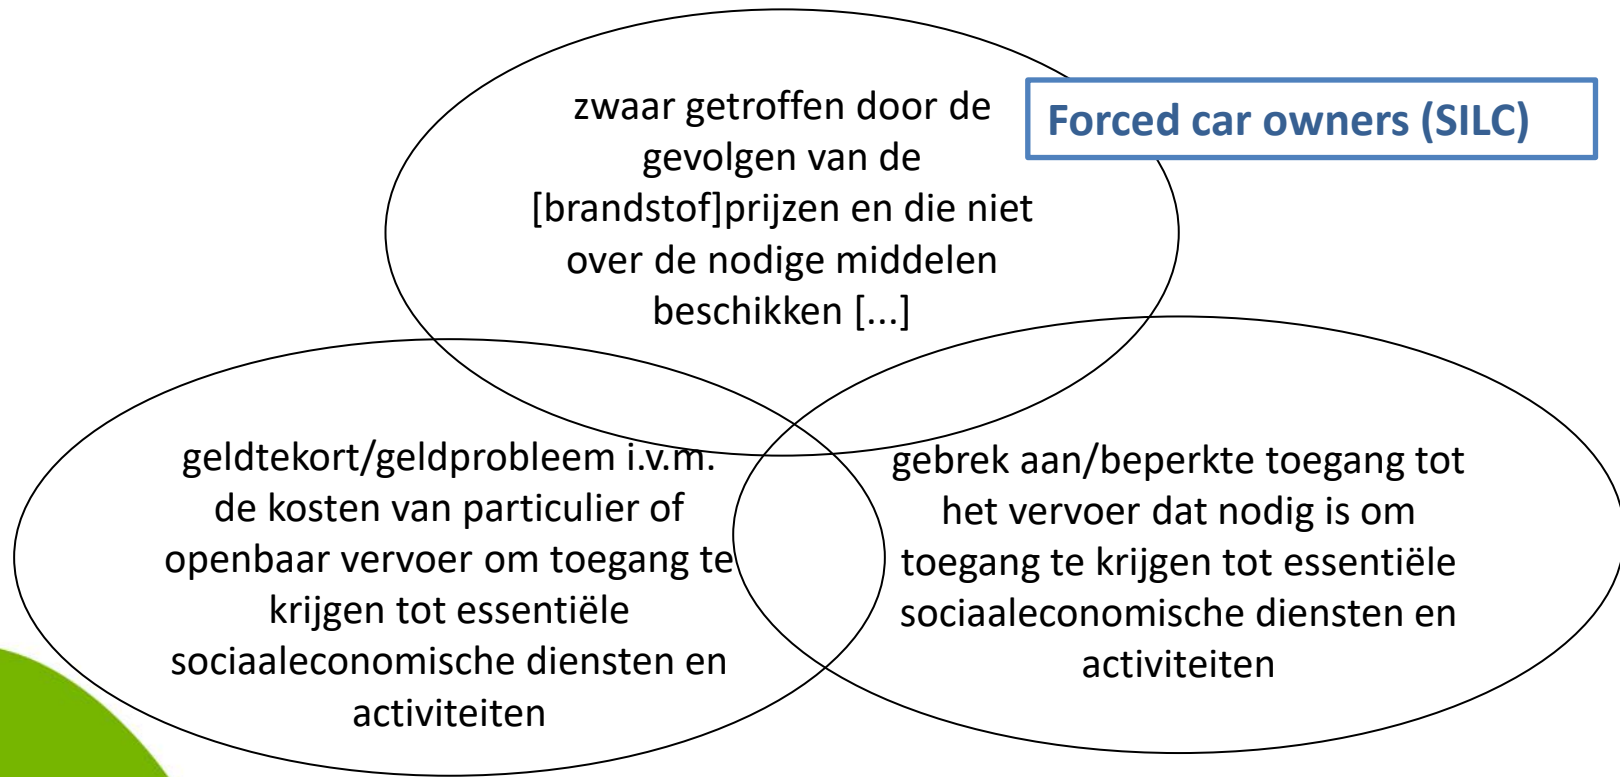 zwaar getroffen door de
gevolgen van de
[brandstof]prijzen en die niet
over de nodige middelen
beschikken [...]
Forced car owners (SILC)
geldtekort/geldprobleem i.v.m.
de kosten van particulier of
openbaar vervoer om toegang te
krijgen tot essentiële
sociaaleconomische diensten en
activiteiten
gebrek aan/beperkte toegang tot
het vervoer dat nodig is om
toegang te krijgen tot essentiële
sociaaleconomische diensten en
activiteiten